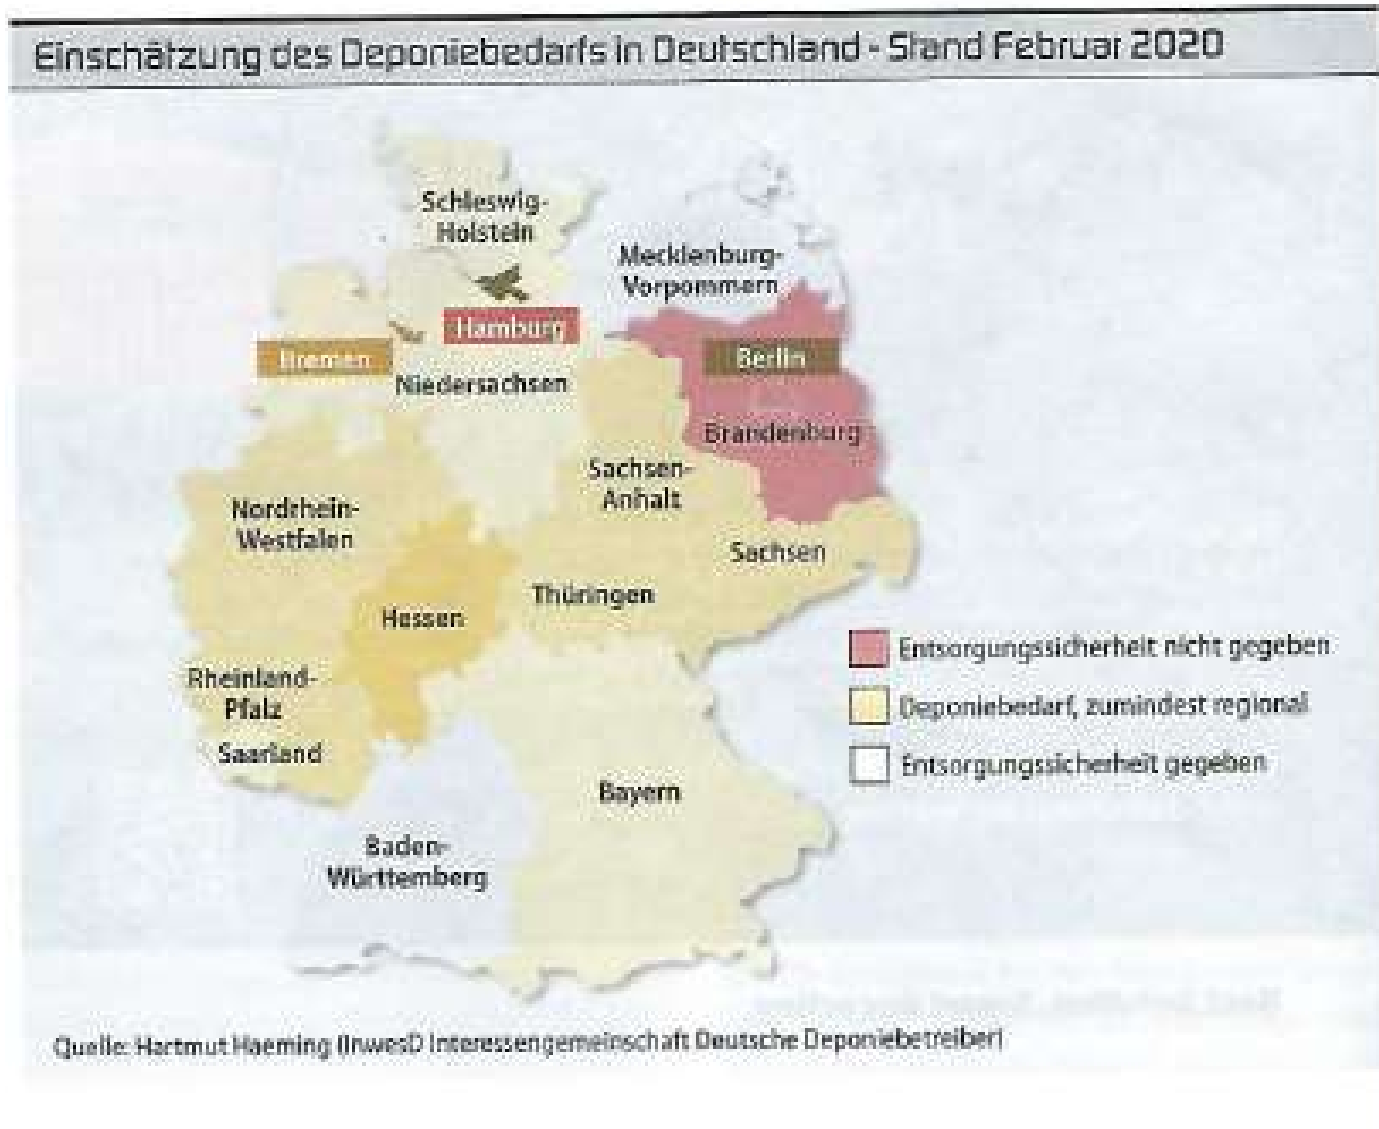 Einschätzung des Deponiebedarfs in Deutschland - Stand Februar 2020
Schleswig-
Holstein
Mecklenburg-
Vorpommern
Hamburg
Bremen
Berlin
Niedersachsen
Brandenburg
Sachsen-
Anhalt
Nordrhein-
Westfalen
Sachsen
Thüringen
Hessen
Entsorgungssicherheit nicht gegeben
Rheinland-
Pfalz
Deponiebedarf, zumindest regional
Saarland
Entsorgungssicherheit gegeben
Bayern
Baden-
Württemberg
Quelle: Hartmut Haeming (InwesD Interessengemeinschaft Deutsche Deponiebetreiber)